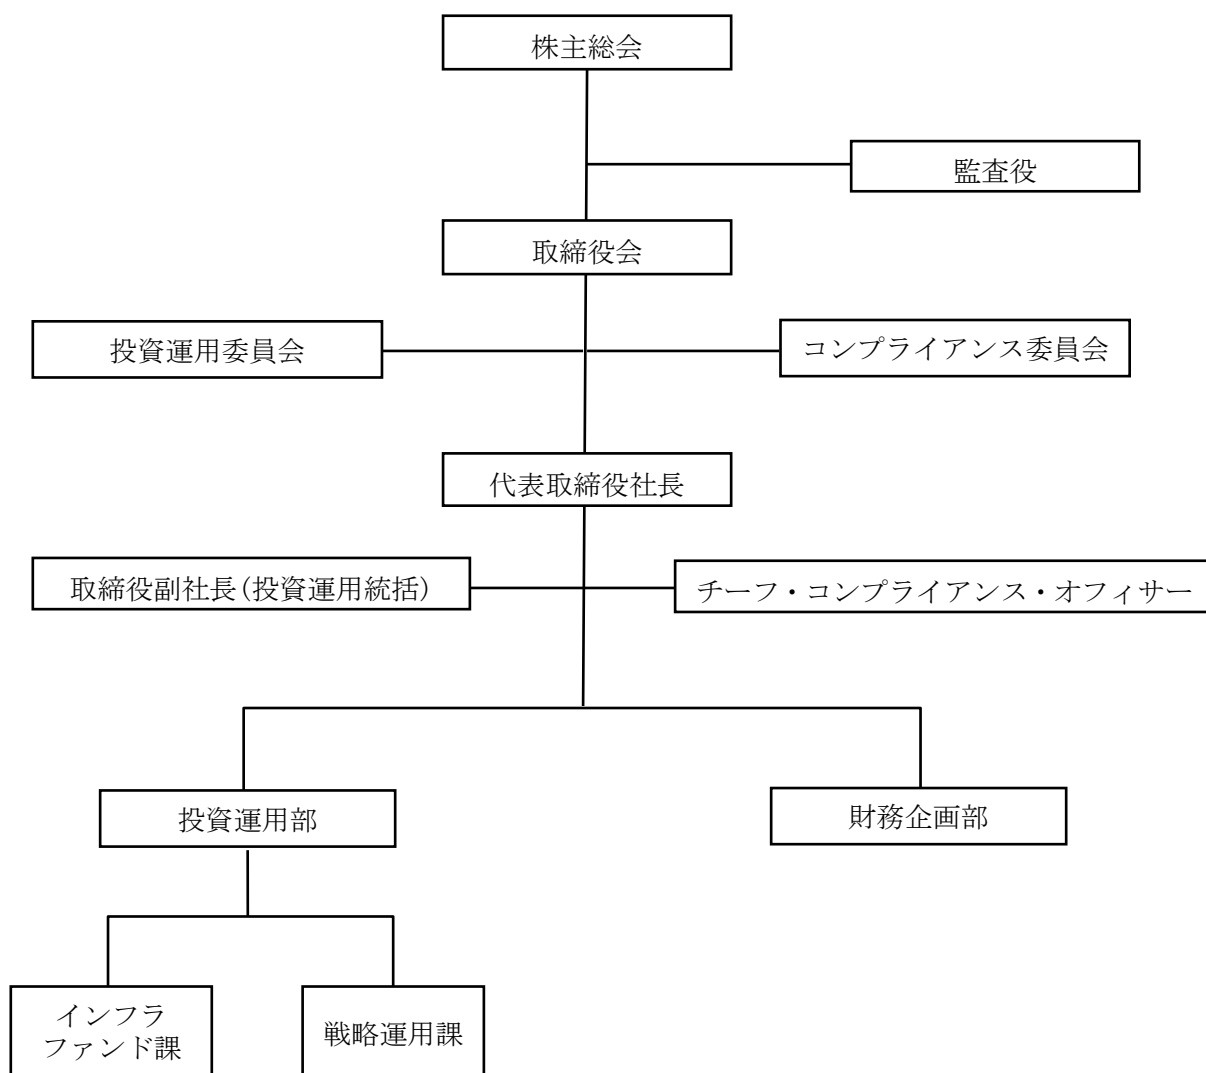 株主総会
監査役
取締役会
投資運用委員会
コンプライアンス委員会
代表取締役社長
取締役副社長(投資運用統括)
チーフ・コンプライアンス・オフィサー
投資運用部
財務企画部
インフラ
ファンド課
戦略運用課